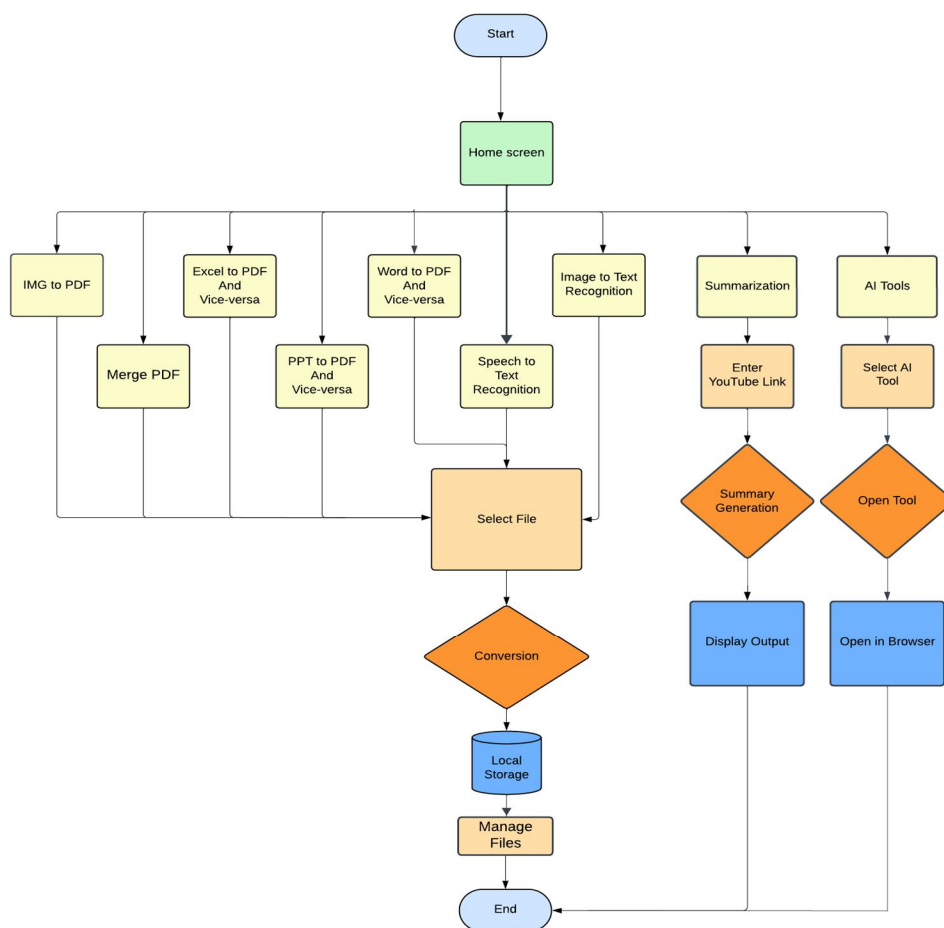 Start
Home screen
IMG to PDF
Excel to PDF
And
Vice-versa
Word to PDF
And
Vice-versa
Image to Text
Recognition
Summarization
AI Tools
Merge PDF
PPT to PDF
And
Vice-versa
Speech to
Text
Recognition
Enter
YouTube Link
Select AI
Tool
Select File
Summary
Generation
Open Tool
Conversion
Display Output
Open in Browser
Local
Storage
Manage
Files
End